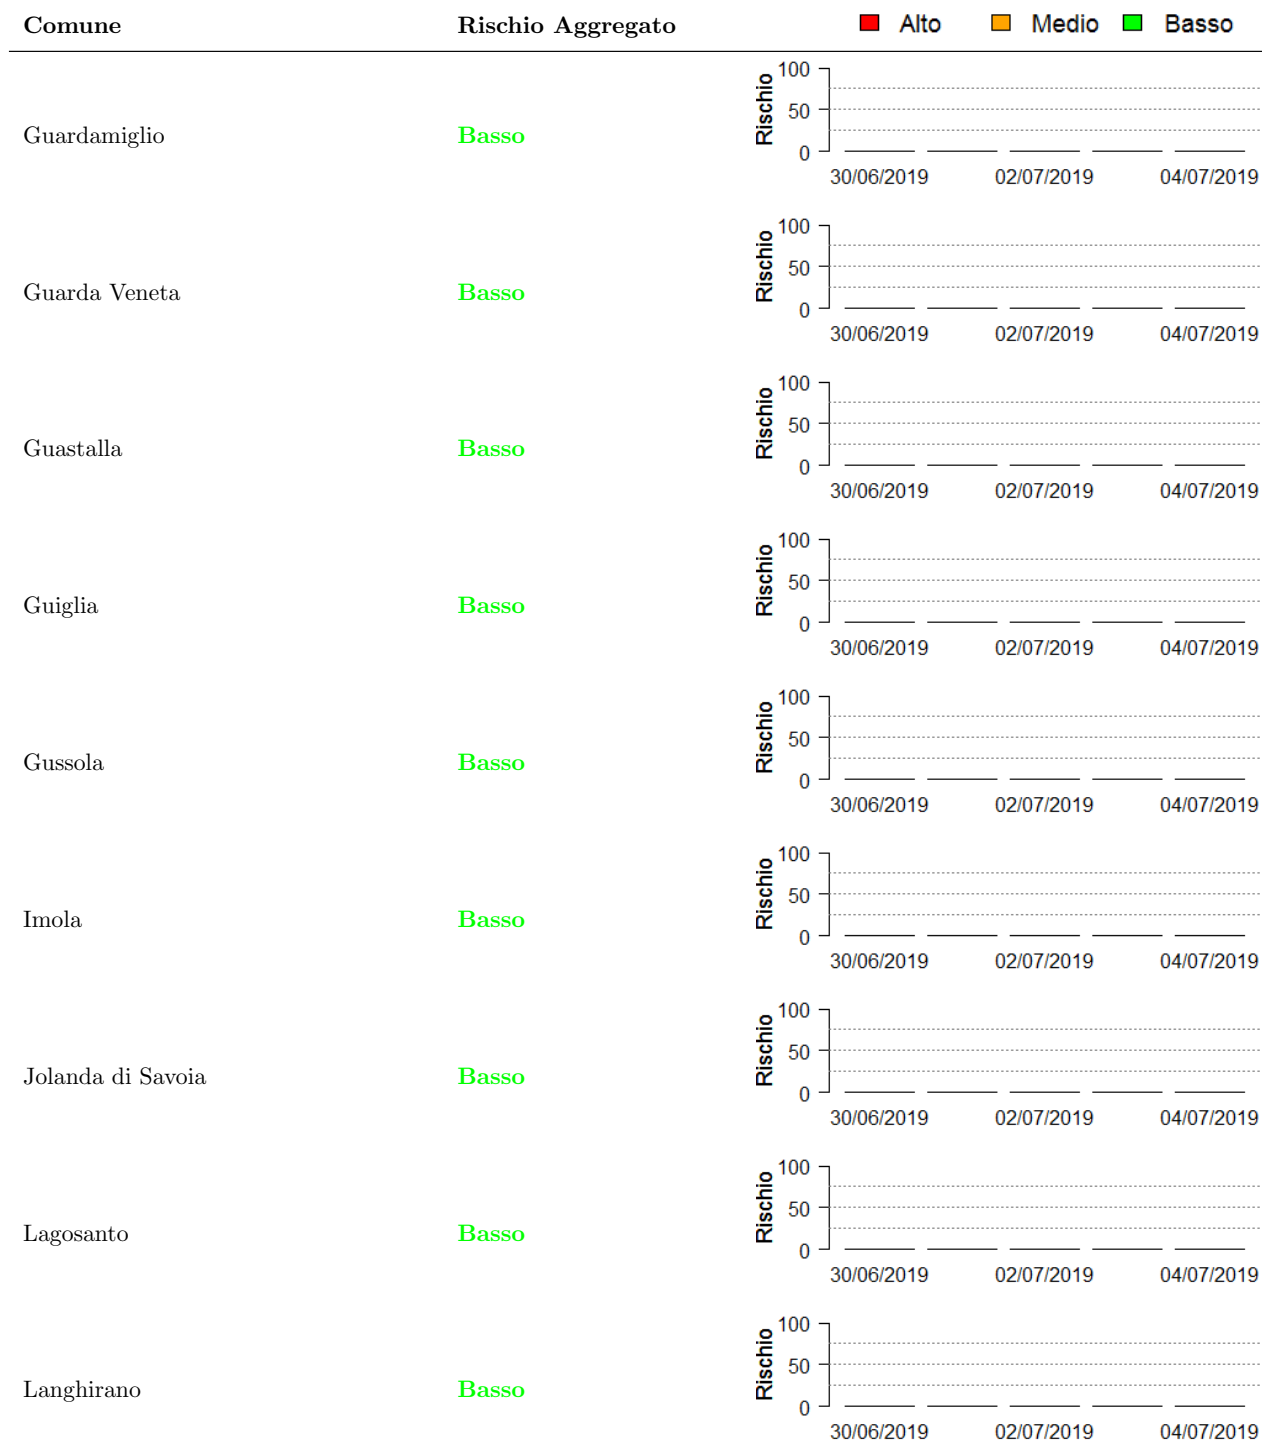 Comune Rischio Aggregato Alto Medio Basso
Guardamiglio Basso Rischio 100 50 0
30/06/2019 02/07/2019 04/07/2019
Guarda Veneta Basso Rischio 100 50 0
30/06/2019 02/07/2019 04/07/2019
Guastalla Basso Rischio 100 50 0
30/06/2019 02/07/2019 04/07/2019
Guiglia Basso Rischio 100 50 0
30/06/2019 02/07/2019 04/07/2019
Gussola Basso Rischio 100 50 0
30/06/2019 02/07/2019 04/07/2019
Imola Basso Rischio 100 50 0
30/06/2019 02/07/2019 04/07/2019
Jolanda di Savoia Basso Rischio 100 50 0
30/06/2019 02/07/2019 04/07/2019
Lagosanto Basso Rischio 100 50 0
30/06/2019 02/07/2019 04/07/2019
Langhirano Basso Rischio 100 50 0
30/06/2019 02/07/2019 04/07/2019